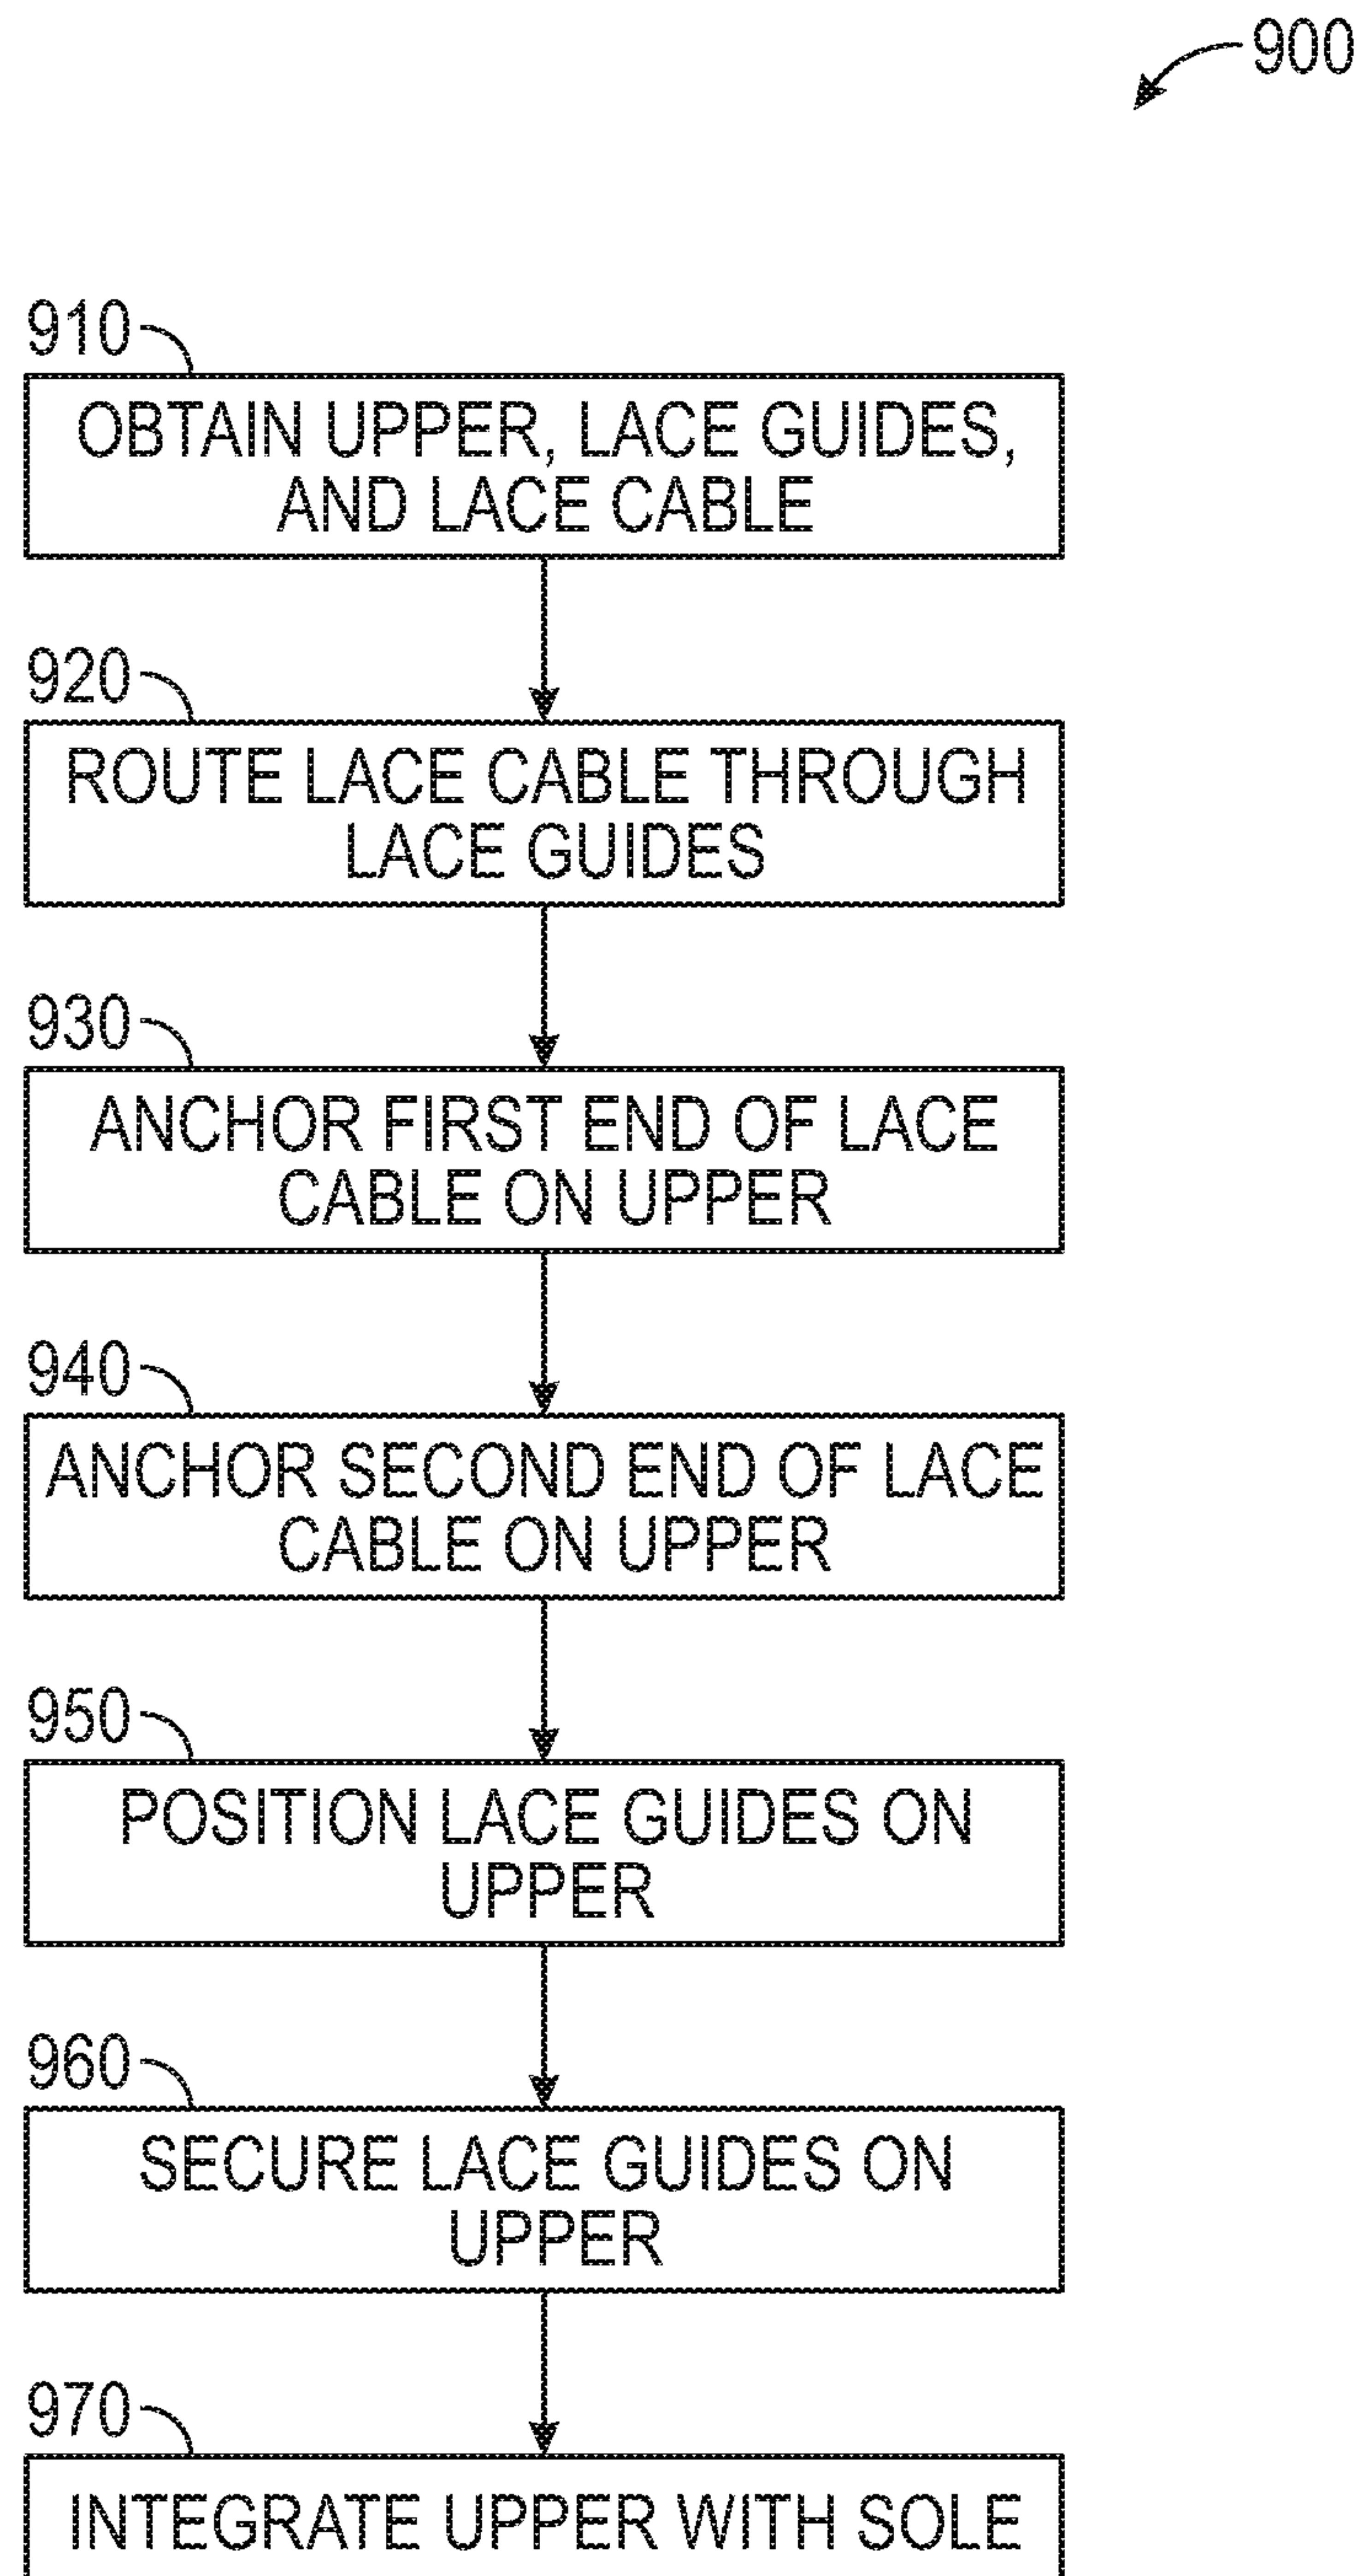 900
910
OBTAIN UPPER, LACE GUIDES,
AND LACE CABLE
920
ROUTE LACE CABLE THROUGH
LACE GUIDES
930
ANCHOR FIRST END OF LACE
CABLE ON UPPER
940
ANCHOR SECOND END OF LACE
CABLE ON UPPER
950
POSITION LACE GUIDES ON
UPPER
960
SECURE LACE GUIDES ON
UPPER
970
INTEGRATE UPPER WITH SOLE